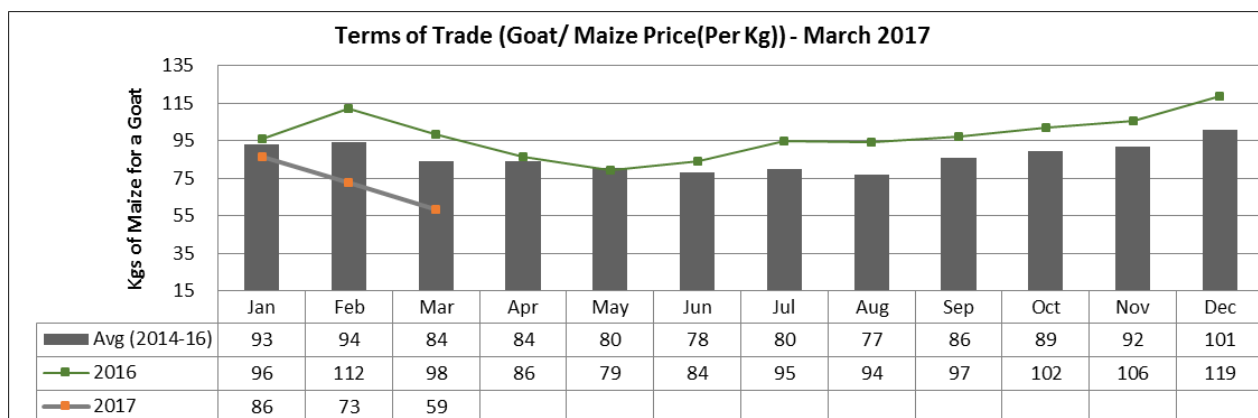 Terms of Trade (Goat/ Maize Price(Per Kg)) - March 2017
Kgs of Maize for a Goat
135
115
95
75
55
35
15
Jan Feb Mar Apr May Jun Jul Aug Sep Oct Nov Dec
Avg (2014-16) 93 94 84 84 80 78 80 77 86 89 92 101
2016 96 112 98 86 79 84 95 94 97 102 106 119
2017 86 73 59